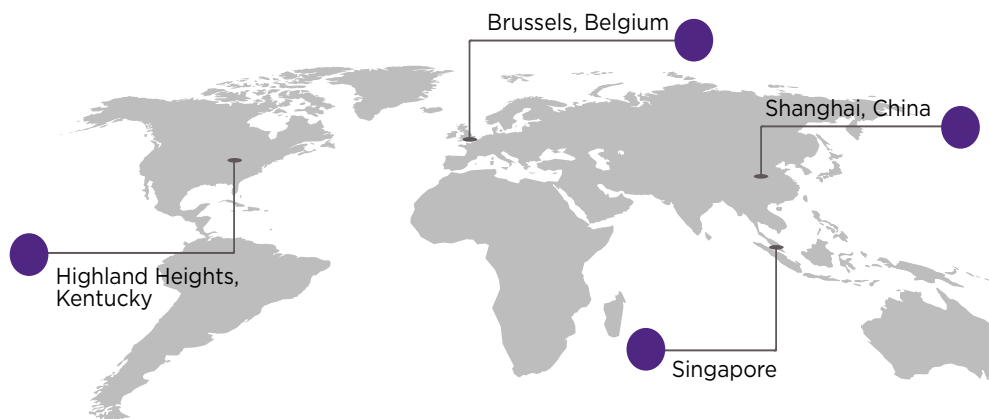 Brussels, Belgium
Shanghai, China
Highland Heights,
Kentucky
Singapore